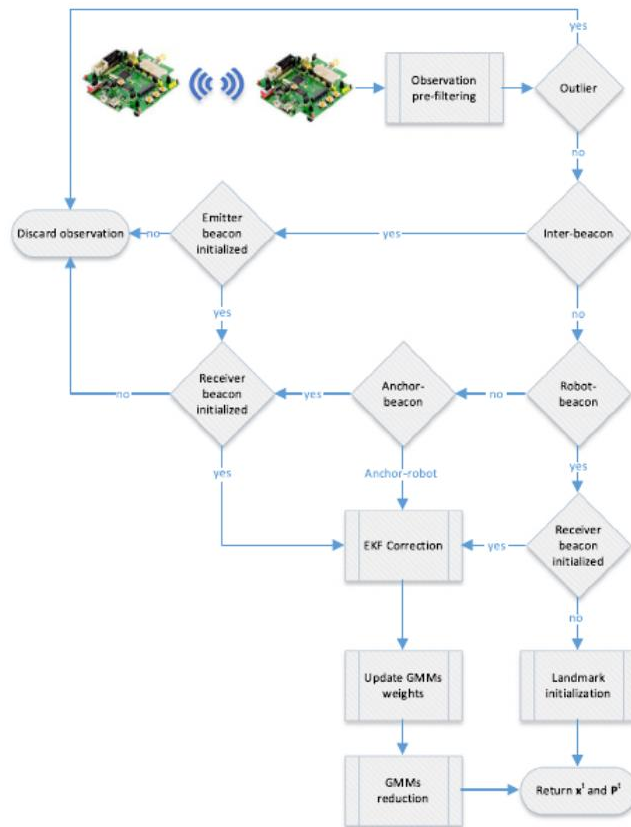 yes
Observation
pre-filtering
Outlier
no
Discard observation
no
Emitter
beacon
initialized
yes
Inter-beacon
yes
no
Receiver
beacon
initialized
no
yes
Anchor-
beacon
no
Robot-
beacon
yes
Anchor-robot
yes
EKF Correction
yes
Receiver
beacon
initialized
no
Update GMMs
weights
Landmark
initialization
GMMs
reduction
Return x^t and P^t